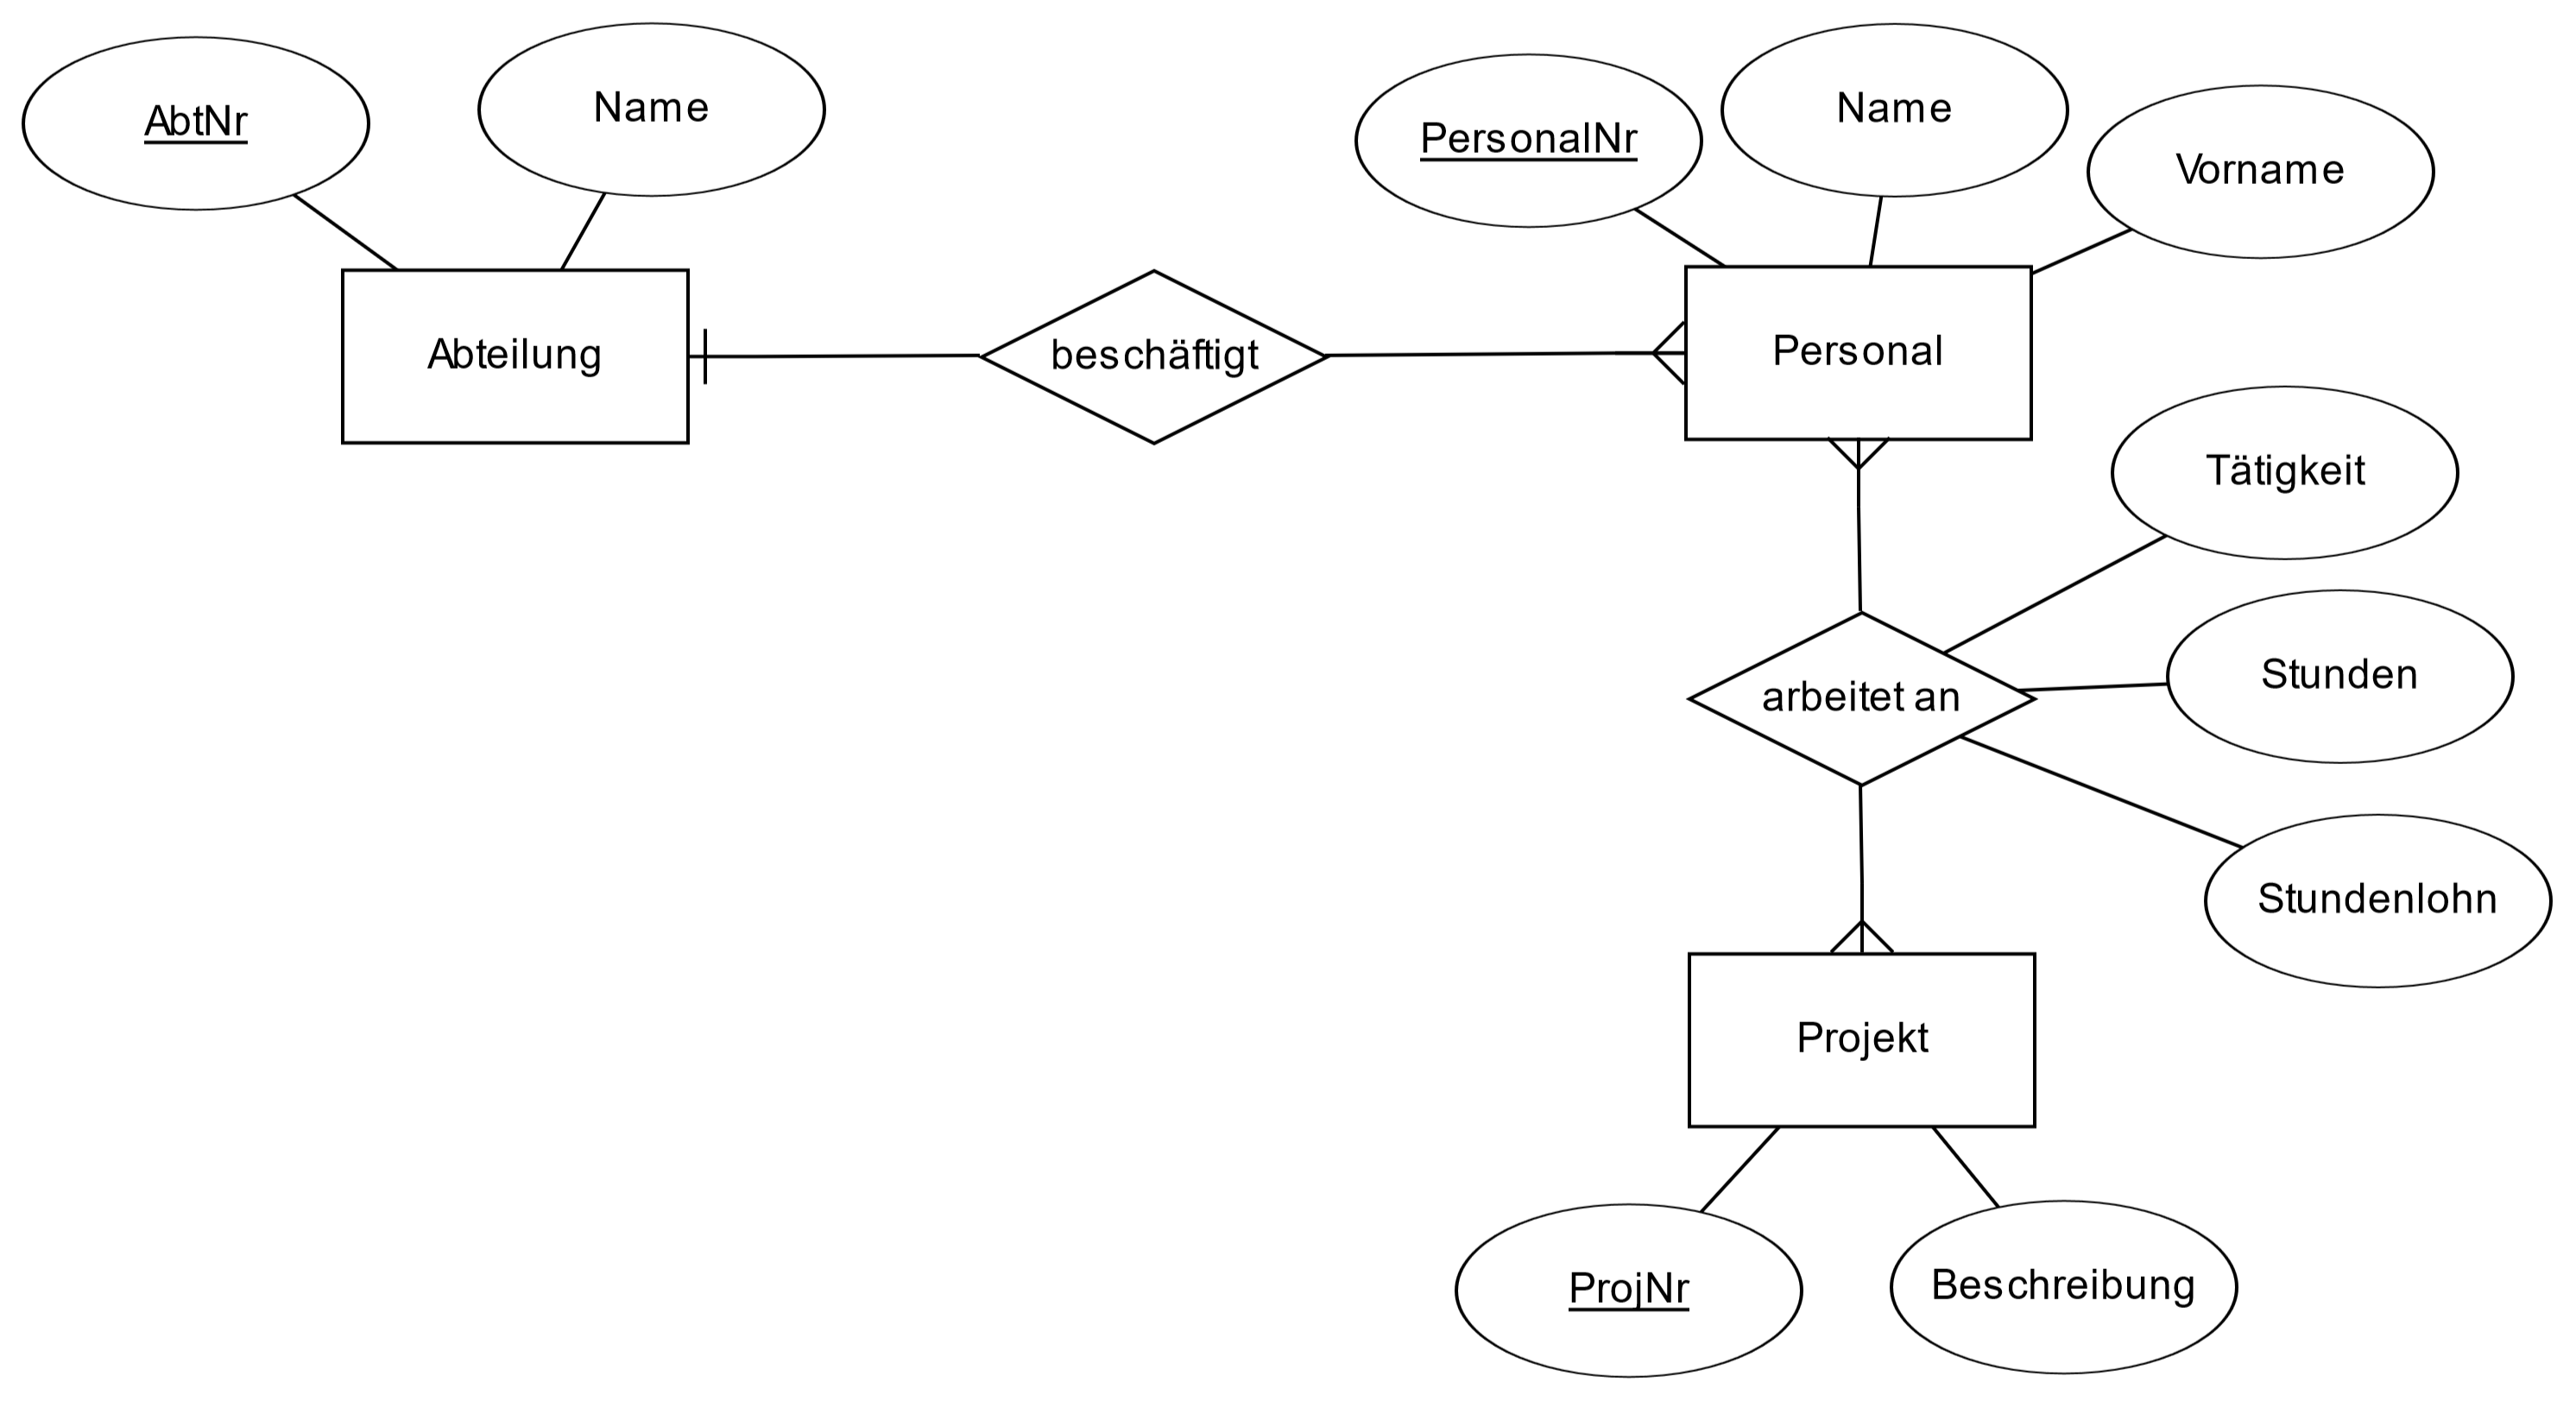 AbtNr
Name
PersonalNr
Name
Vorname
Abteilung
beschäftigt
Personal
Tätigkeit
arbeitet an
Stunden
Stundenlohn
Projekt
ProjNr
Beschreibung